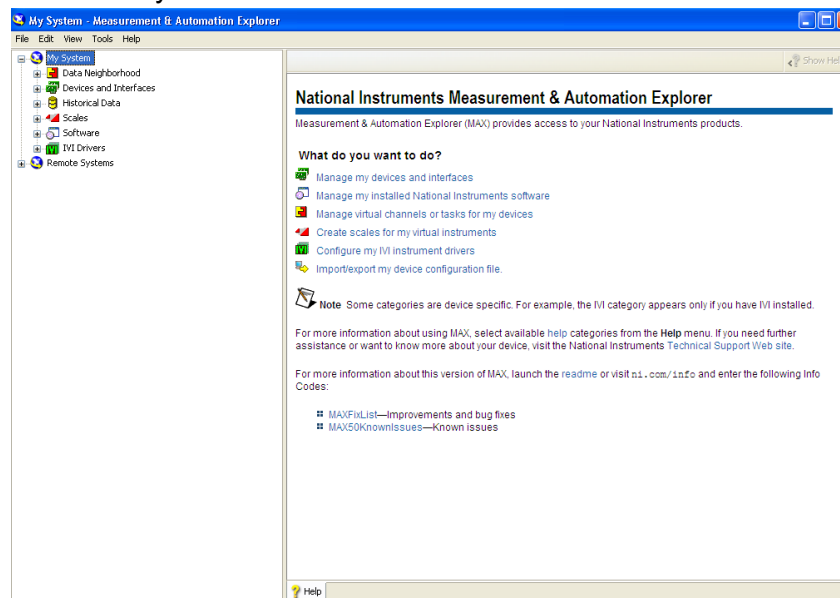 My System - Measurement & Automation Explorer
File Edit View Tools Help
My System
Data Neighborhood
Devices and Interfaces
Historical Data
Scales
Software
IVI Drivers
Remote Systems
Show Hel
National Instruments Measurement & Automation Explorer
Measurement & Automation Explorer (MAX) provides access to your National Instruments products.
What do you want to do?
Manage my devices and interfaces
Manage my installed National Instruments software
Manage virtual channels or tasks for my devices
Create scales for my virtual instruments
Configure my IVI instrument drivers
Import/export my device configuration file.
Note Some categories are device specific. For example, the IVI category appears only if you have IVI installed.
For more information about using MAX, select available help categories from the Help menu. If you need further
assistance or want to know more about your device, visit the National Instruments Technical Support Web site.
For more information about this version of MAX, launch the readme or visit ni.com/info and enter the following Info
Codes:
MAXFixList—Improvements and bug fixes
MAX50KnownIssues—Known issues
Help